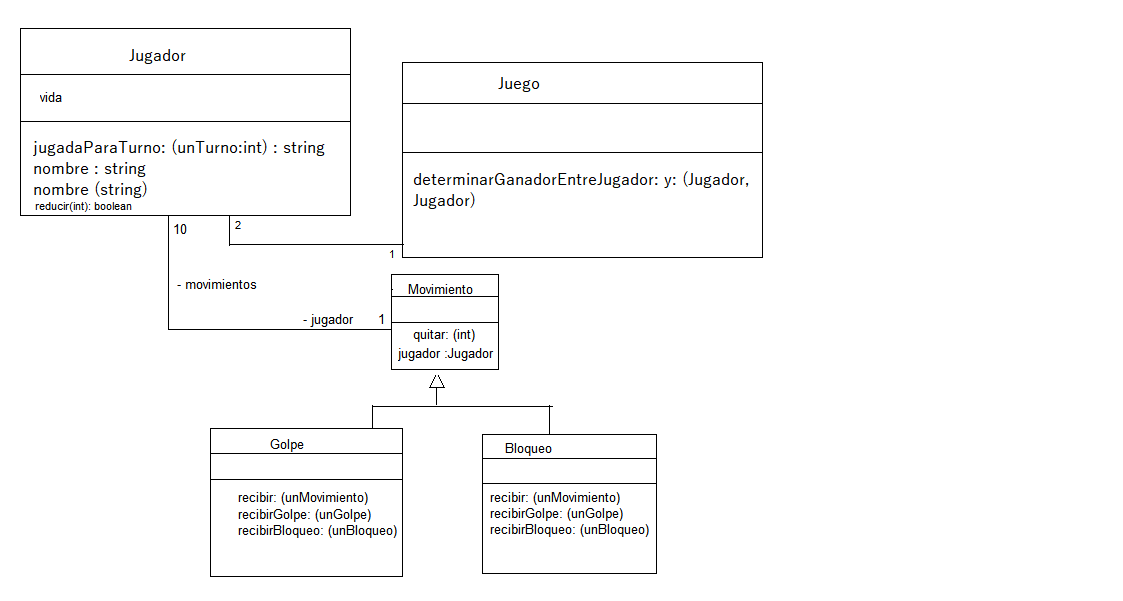 Jugador
vida
jugadaParaTurno: (unTurno:int) : string
nombre : string
nombre (string)
reducir(int): boolean
Juego
determinarGanadorEntreJugador: y: (Jugador,
Jugador)
10
2
1
- movimientos
- jugador
1
Movimiento
quitar: (int)
jugador :Jugador
Golpe
recibir: (unMovimiento)
recibirGolpe: (unGolpe)
recibirBloqueo: (unBloqueo)
Bloqueo
recibir: (unMovimiento)
recibirGolpe: (unGolpe)
recibirBloqueo: (unBloqueo)